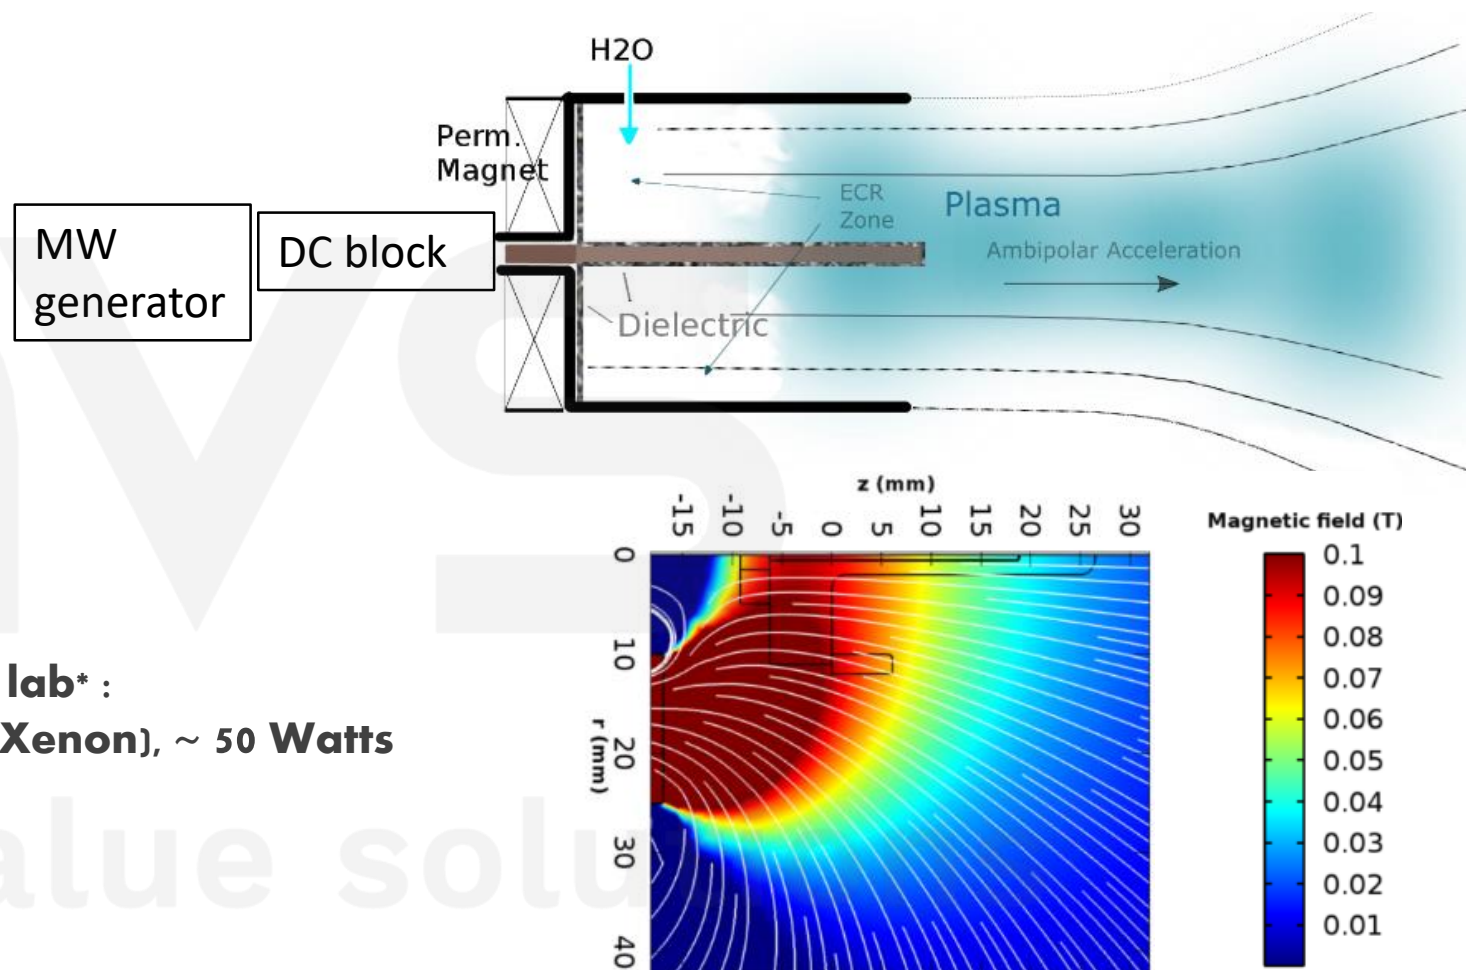 H2O
Perm.
Magnet
MW
generator
DC block
ECR
Zone
Plasma
Ambipolar Acceleration
Dielectric
z (mm)
-15 -10 -5 0 5 10 15 20 25 30
Magnetic field (T)
0
10
20
30
40
r (mm)
0.1
0.09
0.08
0.07
0.06
0.05
0.04
0.03
0.02
0.01
lab* :
Xenon), ~ 50 Watts
alue solu